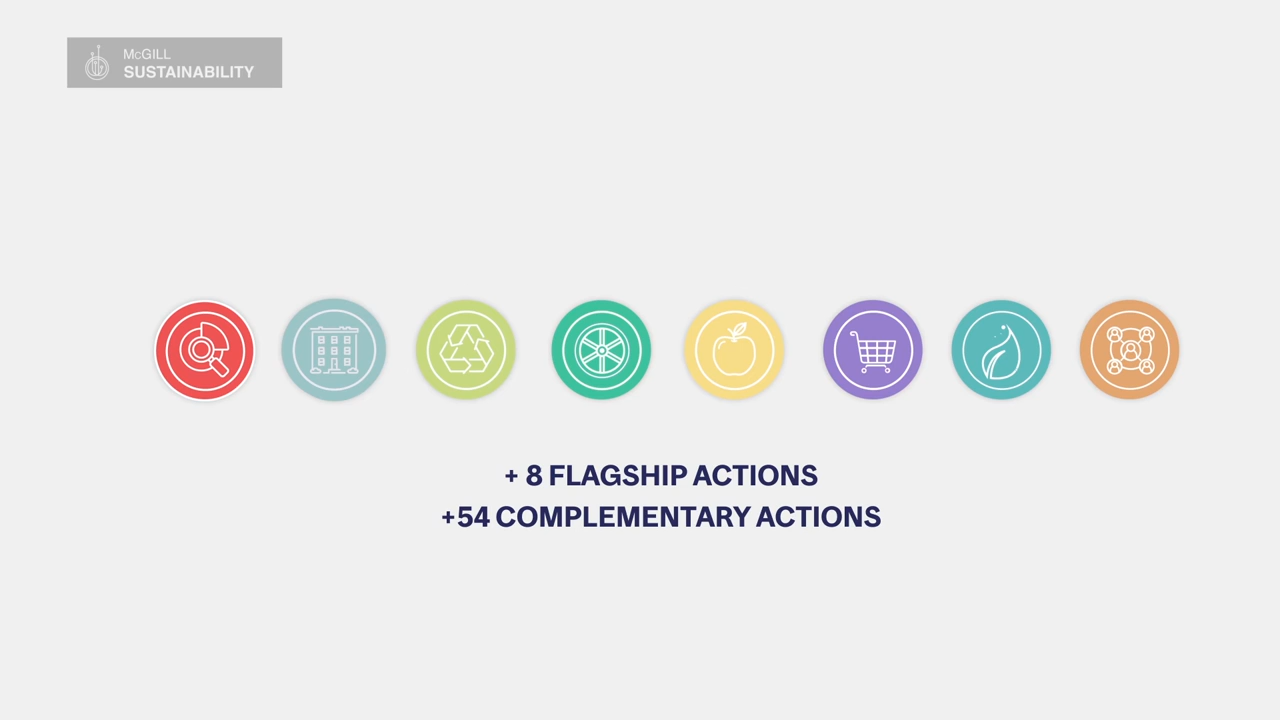 McGILL
SUSTAINABILITY
+ 8 FLAGSHIP ACTIONS
+54 COMPLEMENTARY ACTIONS